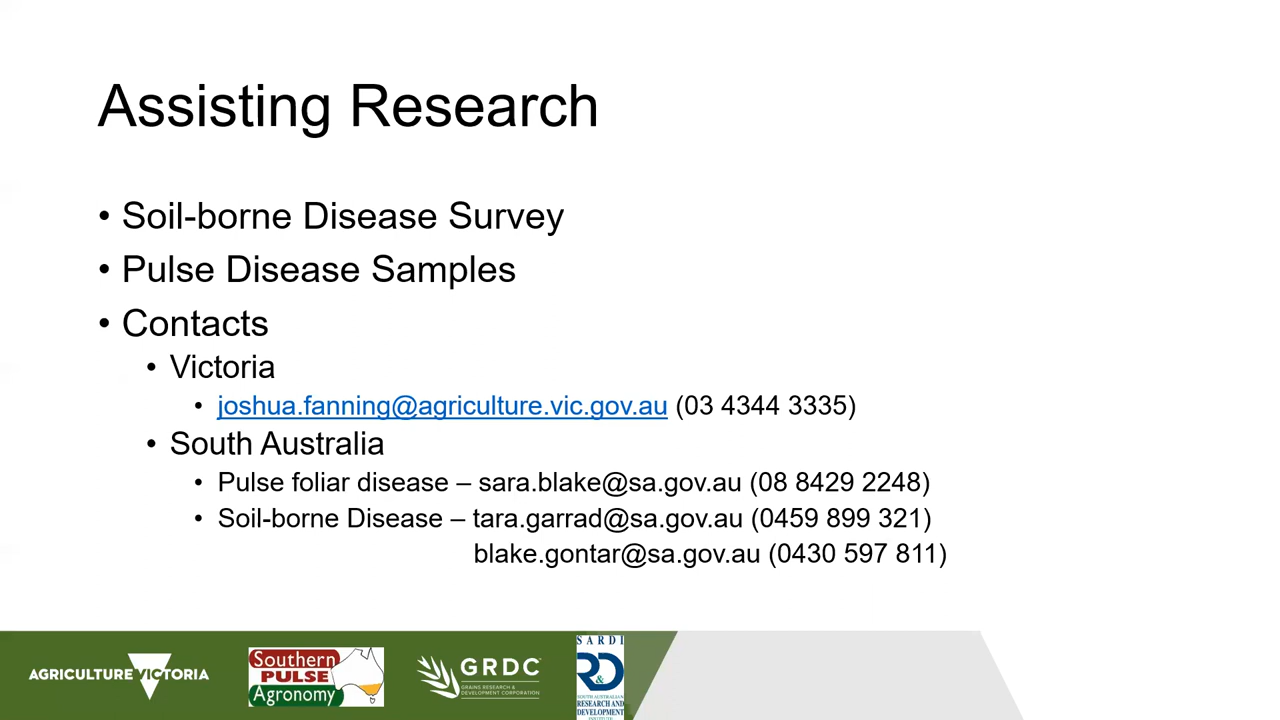 Assisting Research
• Soil-borne Disease Survey
• Pulse Disease Samples
• Contacts
• Victoria
• joshua.fanning@agriculture.vic.gov.au (03 4344 3335)
• South Australia
• Pulse foliar disease – sara.blake@sa.gov.au (08 8429 2248)
• Soil-borne Disease – tara.garrad@sa.gov.au (0459 899 321)
blake.gontar@sa.gov.au (0430 597 811)
AGRICULTURE VICTORIA
Southern
PULSE
Agronomy
GRDC
GRAINS RESEARCH &
DEVELOPMENT CORPORATION
SARDI
R&D
SOUTH AUSTRALIAN
RESEARCH AND
DEVELOPMENT
INSTITUTE